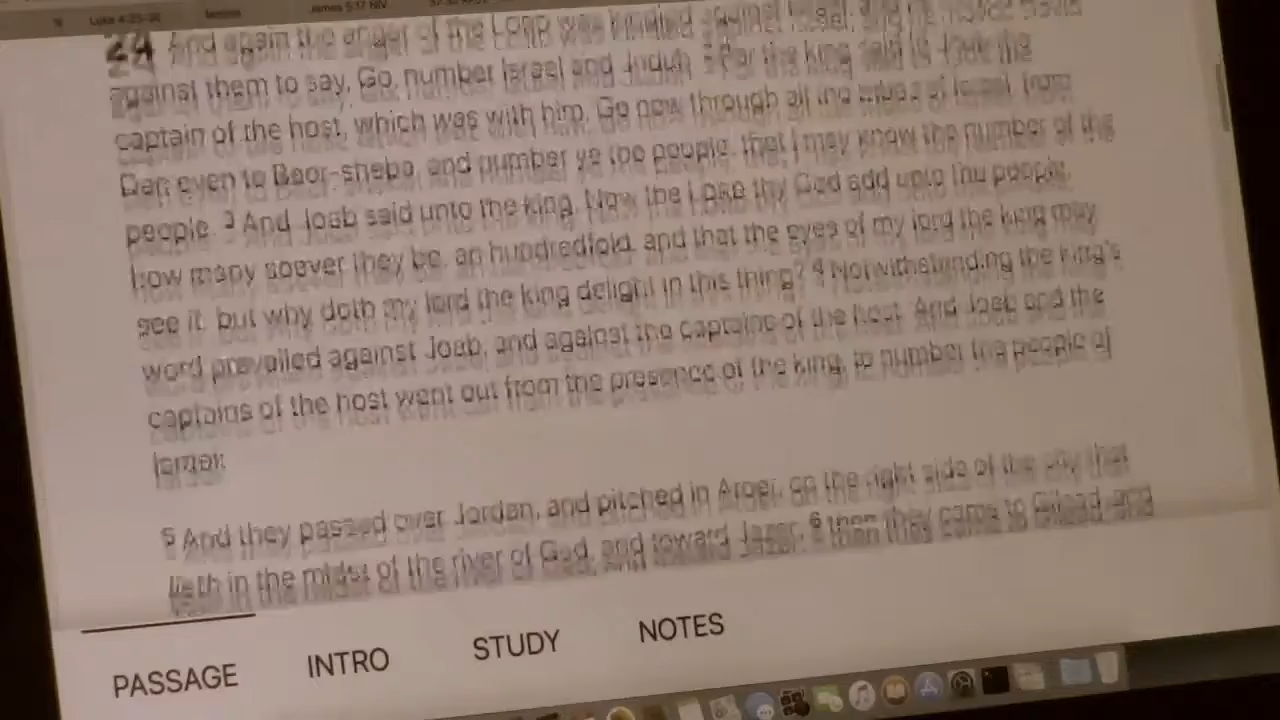 Luke 4:25-30
James 5:17 NIV
24 And again the anger of the LORD was kindled against Israel, and he moved David
against them to say, Go, number Israel and Judah. 2 For the king said to Joab the
captain of the host, which was with him, Go now through all the tribes of Israel, from
Dan even to Beer-sheba, and number ye the people, that I may know the number of the
people. 3 And Joab said unto the king, Now the LORD thy God add unto the people,
how many soever they be, an hundredfold, and that the eyes of my lord the king may
see it: but why doth my lord the king delight in this thing? 4 Notwithstanding the king's
word prevailed against Joab, and against the captains of the host. And Joab and the
captains of the host went out from the presence of the king, to number the people of
Israel.
5 And they passed over Jordan, and pitched in Aroer, on the right side of the city that
lieth in the midst of the river of Gad, and toward Jazer: 6 then they came to Gilead, and
PASSAGE INTRO STUDY NOTES